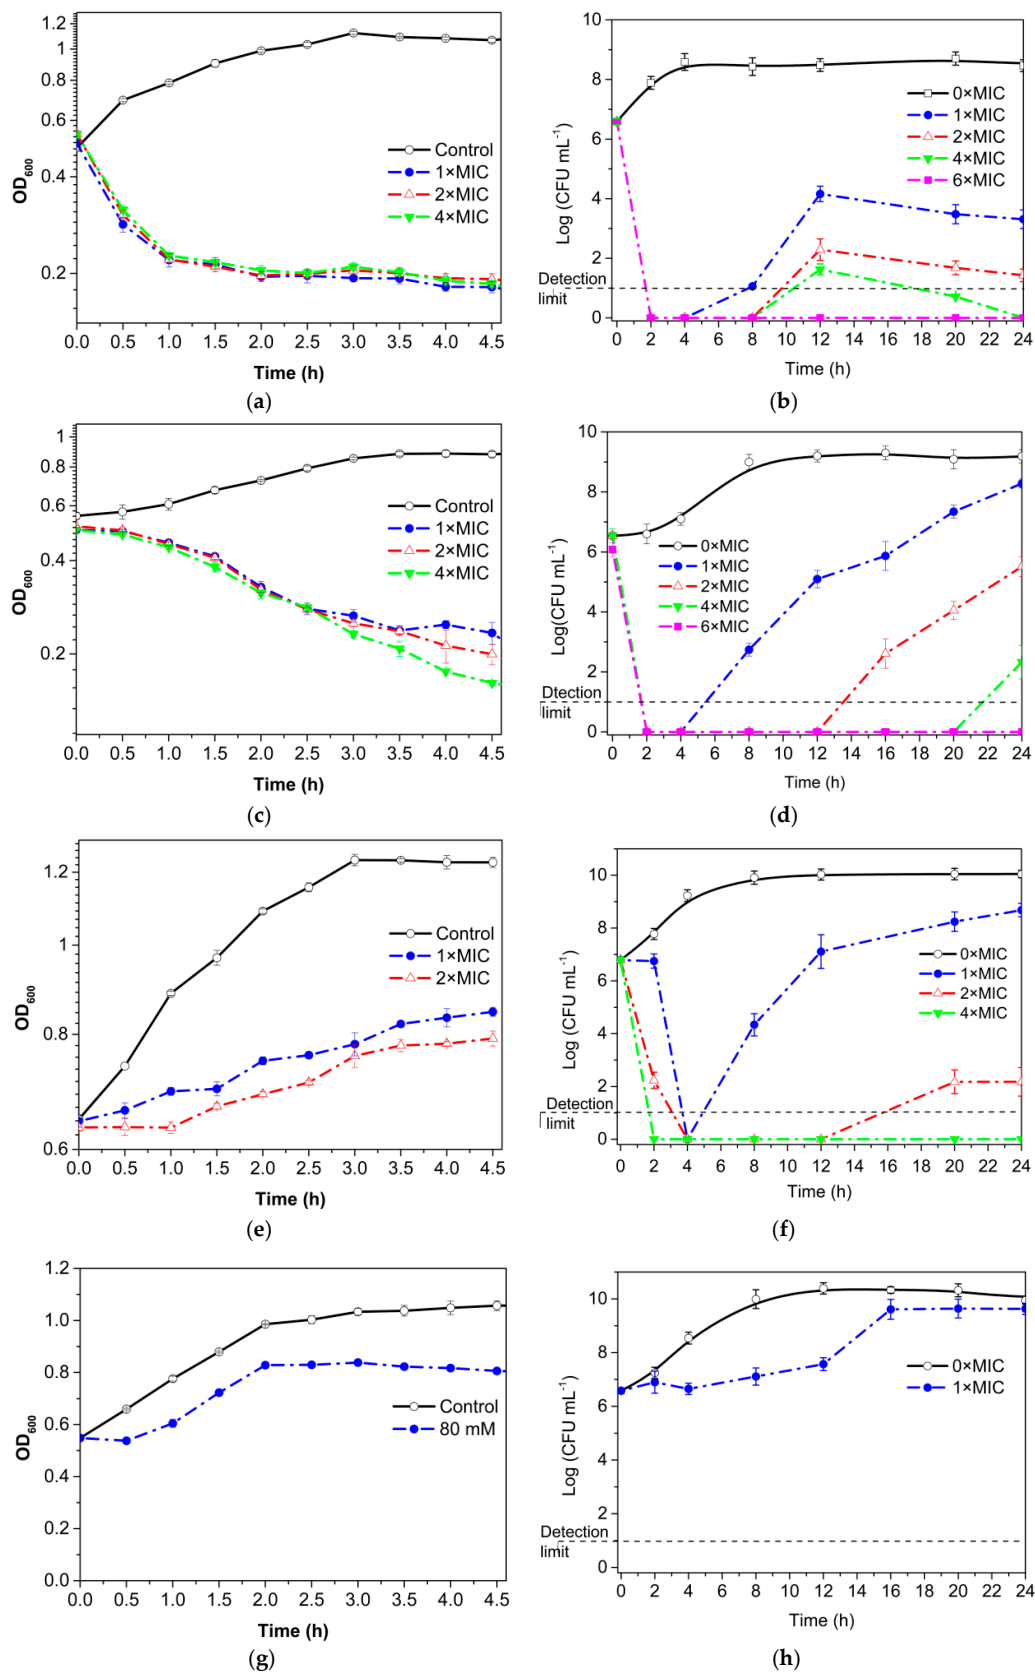 1.2
1
0.8
0.6
0.4
0.2
OD600
Control
1×MIC
2×MIC
4×MIC
0.0 0.5 1.0 1.5 2.0 2.5 3.0 3.5 4.0 4.5
Time (h)
(a)
10
8
6
4
2
0
Log (CFU mL-1)
0×MIC
1×MIC
2×MIC
4×MIC
6×MIC
Detection
limit
0 2 4 6 8 10 12 14 16 18 20 22 24
Time (h)
(b)
1
0.8
0.6
0.4
0.2
OD600
Control
1×MIC
2×MIC
4×MIC
0.0 0.5 1.0 1.5 2.0 2.5 3.0 3.5 4.0 4.5
Time (h)
(c)
10
8
6
4
2
0
Log(CFU mL-1)
0×MIC
1×MIC
2×MIC
4×MIC
6×MIC
Dtection
limit
0 2 4 6 8 10 12 14 16 18 20 22 24
Time (h)
(d)
1.2
1
0.8
0.6
OD600
Control
1×MIC
2×MIC
0.0 0.5 1.0 1.5 2.0 2.5 3.0 3.5 4.0 4.5
Time (h)
(e)
10
8
6
4
2
0
Log (CFU mL-1)
0×MIC
1×MIC
2×MIC
4×MIC
Detection
limit
0 2 4 6 8 10 12 14 16 18 20 22 24
Time (h)
(f)
1.2
1.0
0.8
0.6
0.4
0.2
0.0
OD600
Control
80 mM
0.0 0.5 1.0 1.5 2.0 2.5 3.0 3.5 4.0 4.5
Time (h)
(g)
10
8
6
4
2
0
Log (CFU mL-1)
0×MIC
1×MIC
Detection
limit
0 2 4 6 8 10 12 14 16 18 20 22 24
Time (h)
(h)